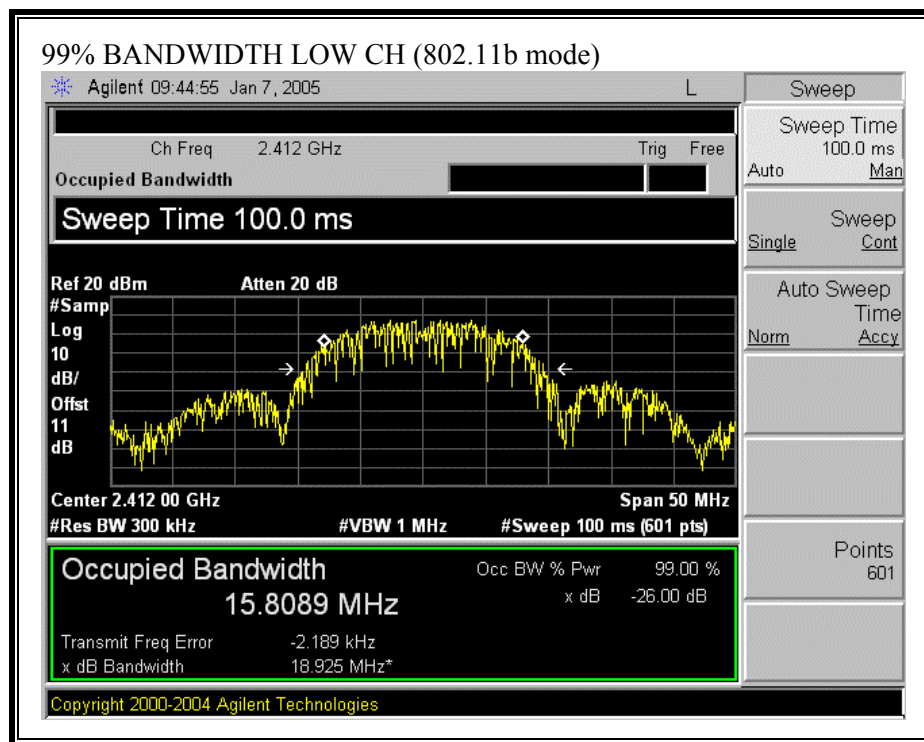 99% BANDWIDTH LOW CH (802.11b mode)
Agilent 09:44:55 Jan 7, 2005 L
Ch Freq 2.412 GHz Trig Free
Occupied Bandwidth
Sweep Time 100.0 ms
Ref 20 dBm Atten 20 dB
#Samp
Log
10
dB/
Offst
11
dB
Center 2.412 00 GHz Span 50 MHz
#Res BW 300 kHz #VBW 1 MHz #Sweep 100 ms (601 pts)
Occupied Bandwidth Occ BW % Pwr 99.00 %
15.8089 MHz x dB -26.00 dB
Transmit Freq Error -2.189 kHz
x dB Bandwidth 18.925 MHz*
Copyright 2000-2004 Agilent Technologies
Sweep
Sweep Time
100.0 ms
Auto Man
Sweep
Single Cont
Auto Sweep
Time
Norm Accy
Points
601